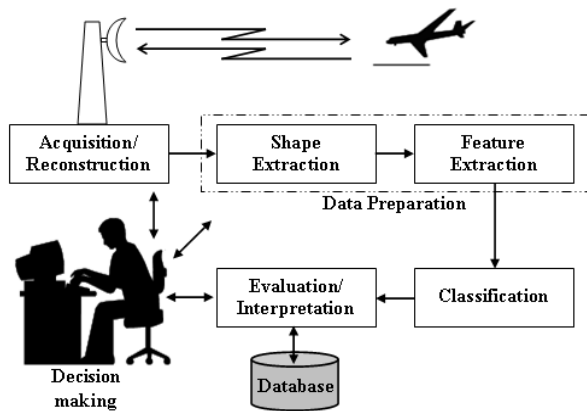 Acquisition/
Reconstruction
Shape
Extraction
Feature
Extraction
Data Preparation
Evaluation/
Interpretation
Classification
Database
Decision
making